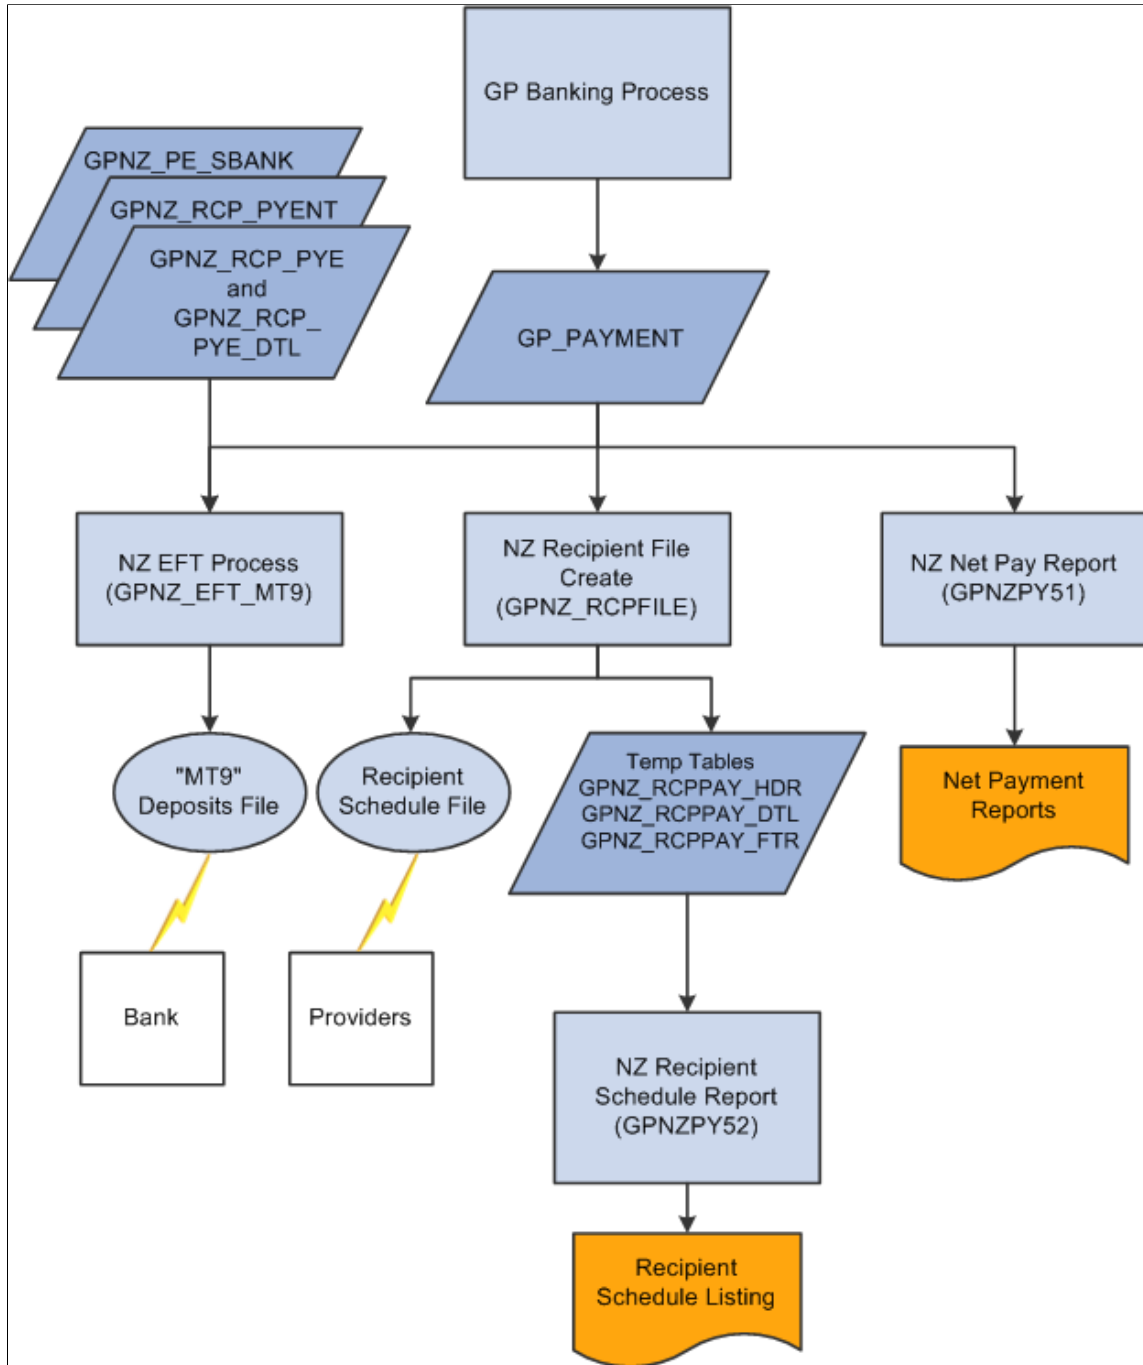 GP Banking Process
GPNZ_PE_SBANK
GPNZ_RCP_PYENT
GPNZ_RCP_PYE
and
GPNZ_RCP_
PYE_DTL
GP_PAYMENT
NZ EFT Process
(GPNZ_EFT_MT9)
NZ Recipient File
Create
(GPNZ_RCPFILE)
NZ Net Pay Report
(GPNZPY51)
"MT9"
Deposits File
Recipient
Schedule File
Temp Tables
GPNZ_RCPPAY_HDR
GPNZ_RCPPAY_DTL
GPNZ_RCPPAY_FTR
Net Payment
Reports
Bank
Providers
NZ Recipient
Schedule Report
(GPNZPY52)
Recipient
Schedule Listing